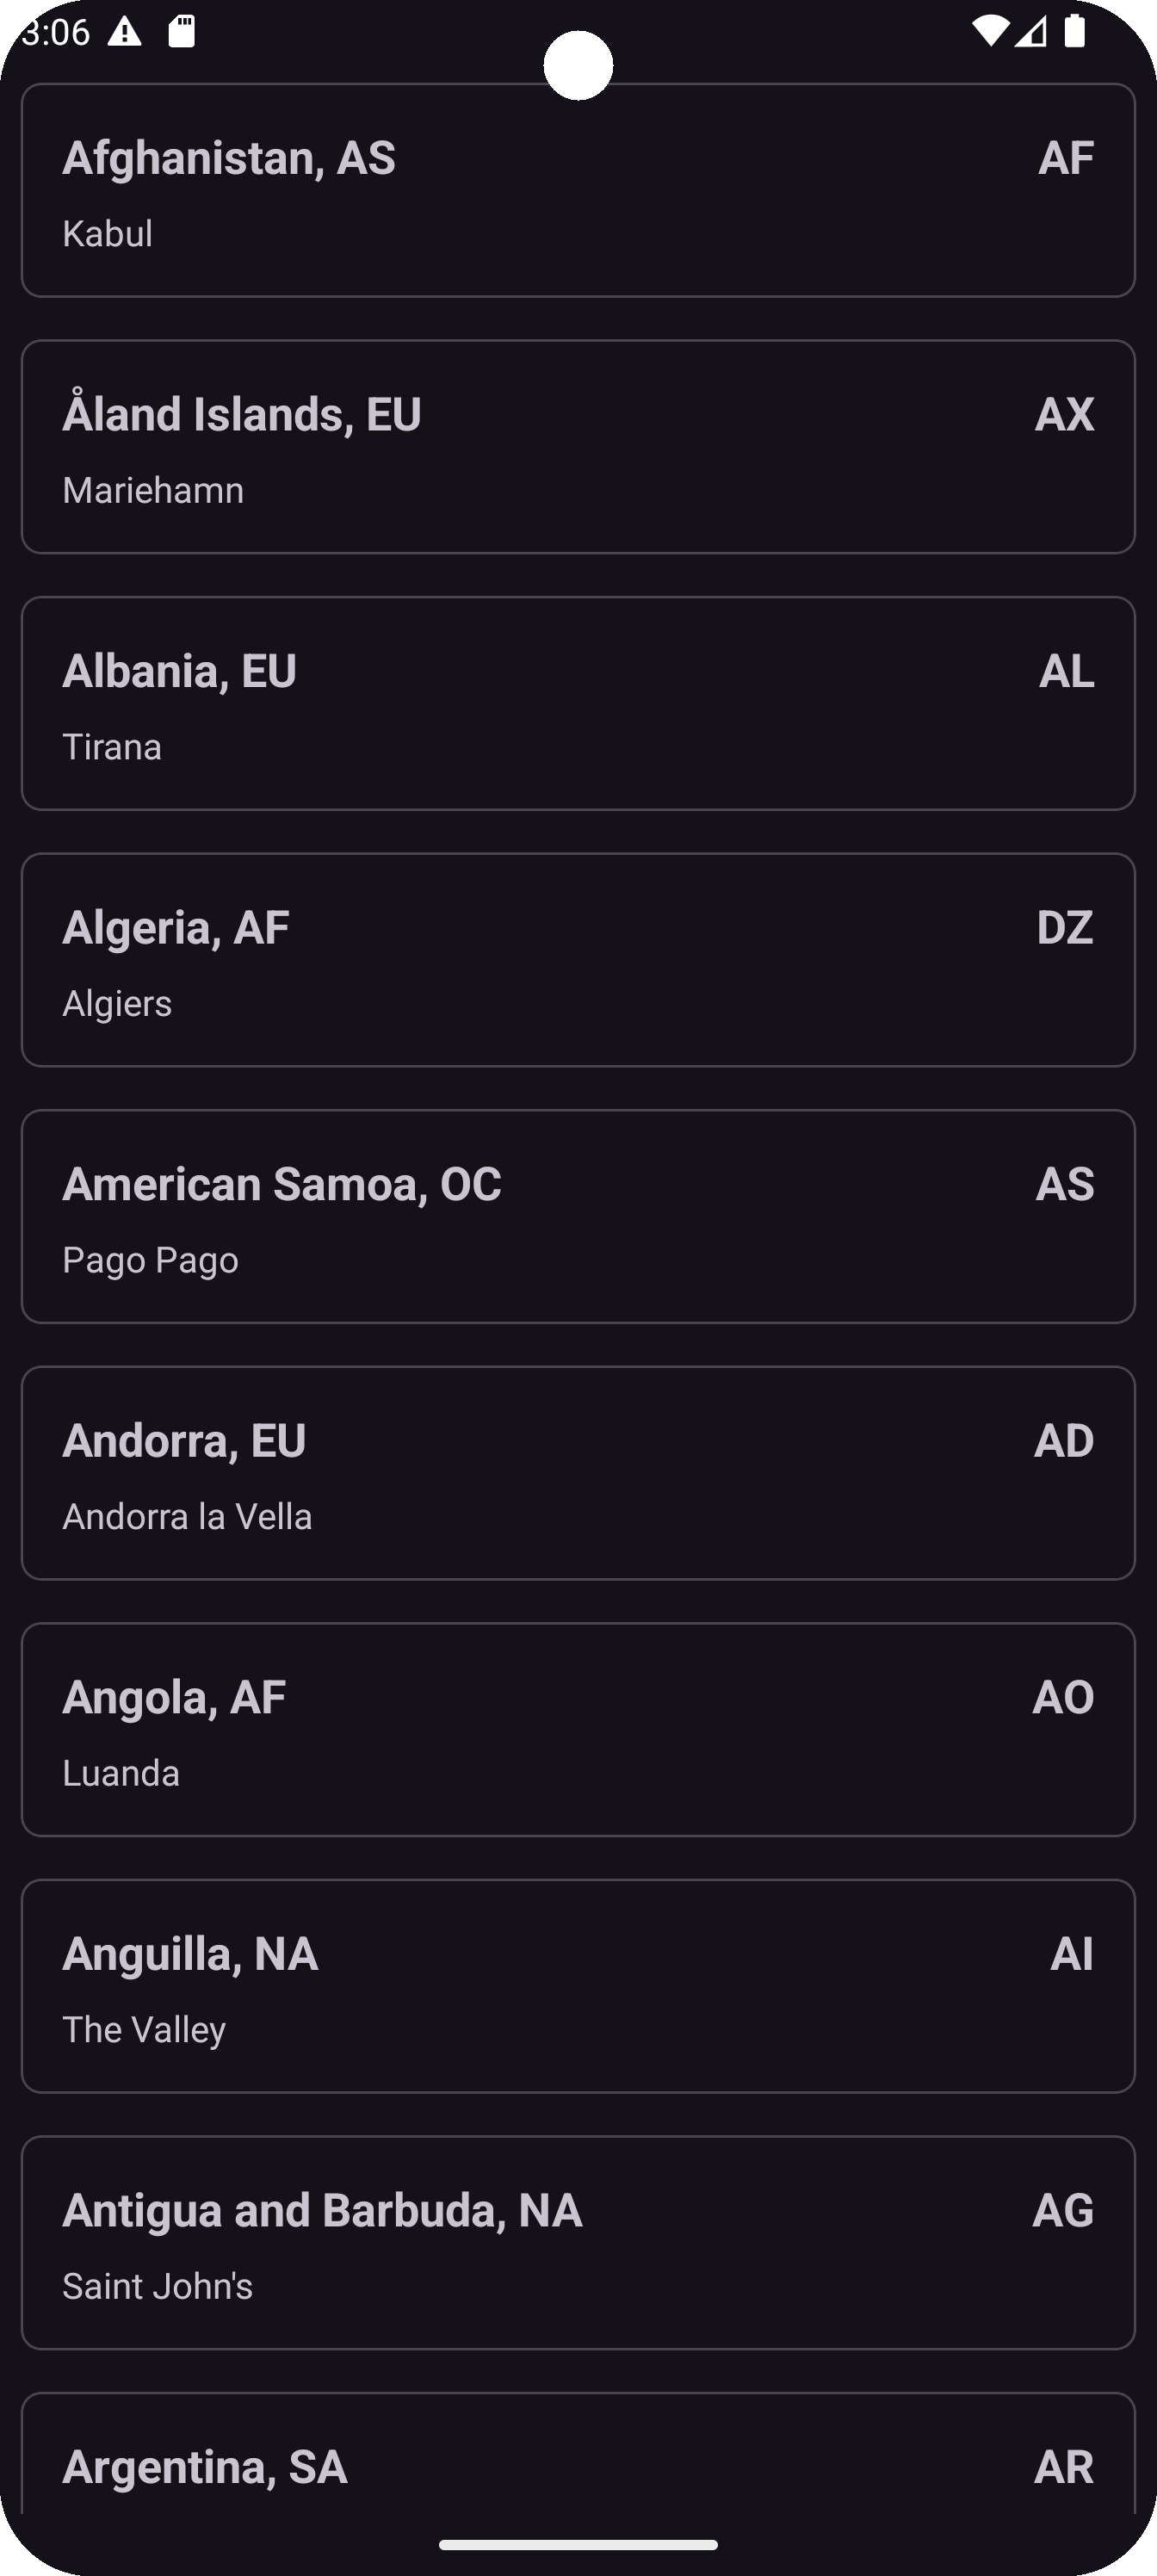 3:06
Afghanistan, AS AF
Kabul
Åland Islands, EU AX
Mariehamn
Albania, EU AL
Tirana
Algeria, AF DZ
Algiers
American Samoa, OC AS
Pago Pago
Andorra, EU AD
Andorra la Vella
Angola, AF AO
Luanda
Anguilla, NA AI
The Valley
Antigua and Barbuda, NA AG
Saint John's
Argentina, SA AR